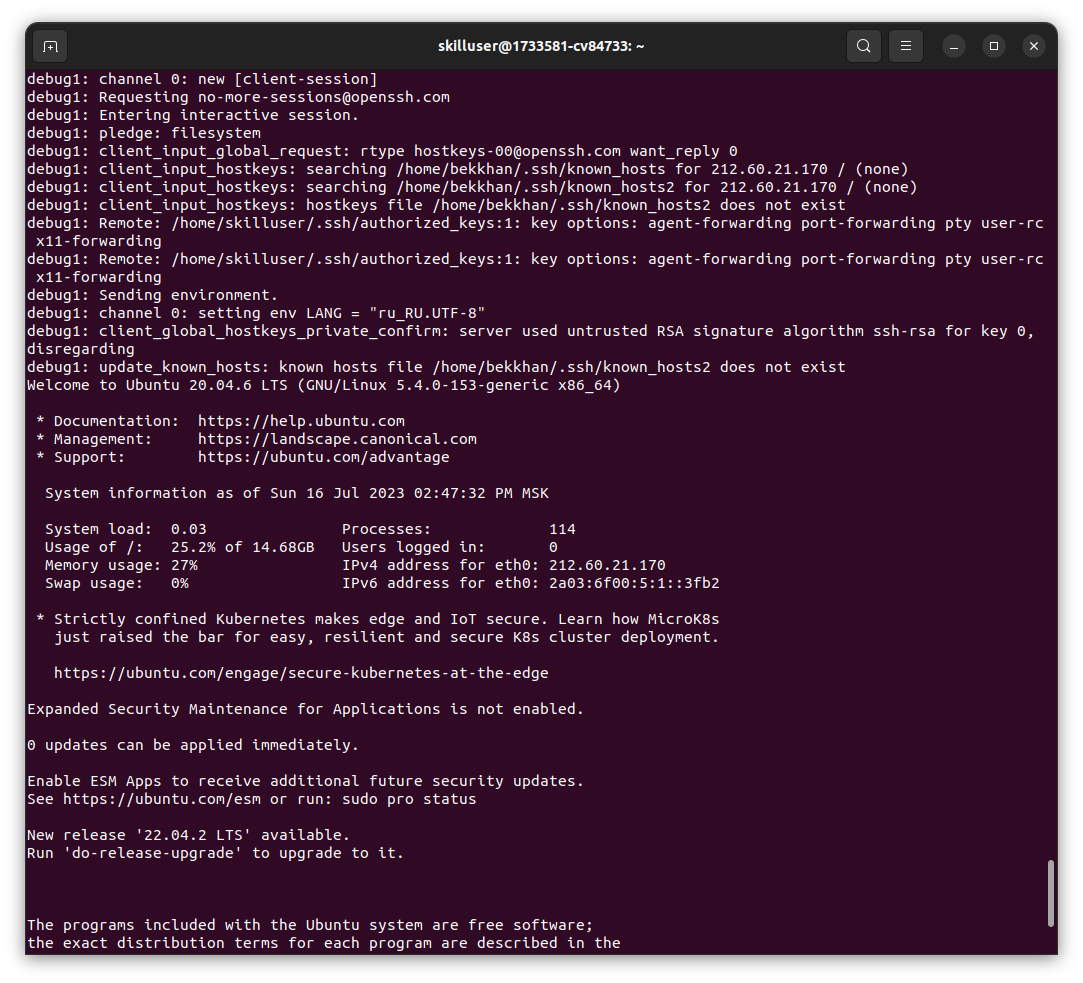 skilluser@1733581-cv84733: ~
debug1: channel 0: new [client-session]
debug1: Requesting no-more-sessions@openssh.com
debug1: Entering interactive session.
debug1: pledge: filesystem
debug1: client_input_global_request: rtype hostkeys-00@openssh.com want_reply 0
debug1: client_input_hostkeys: searching /home/bekkhan/.ssh/known_hosts for 212.60.21.170 / (none)
debug1: client_input_hostkeys: searching /home/bekkhan/.ssh/known_hosts2 for 212.60.21.170 / (none)
debug1: client_input_hostkeys: hostkeys file /home/bekkhan/.ssh/known_hosts2 does not exist
debug1: Remote: /home/skilluser/.ssh/authorized_keys:1: key options: agent-forwarding port-forwarding pty user-rc
 x11-forwarding
debug1: Remote: /home/skilluser/.ssh/authorized_keys:1: key options: agent-forwarding port-forwarding pty user-rc
 x11-forwarding
debug1: Sending environment.
debug1: channel 0: setting env LANG = "ru_RU.UTF-8"
debug1: client_global_hostkeys_private_confirm: server used untrusted RSA signature algorithm ssh-rsa for key 0,
disregarding
debug1: update_known_hosts: known hosts file /home/bekkhan/.ssh/known_hosts2 does not exist
Welcome to Ubuntu 20.04.6 LTS (GNU/Linux 5.4.0-153-generic x86_64)

 * Documentation:  https://help.ubuntu.com
 * Management:     https://landscape.canonical.com
 * Support:        https://ubuntu.com/advantage

  System information as of Sun 16 Jul 2023 02:47:32 PM MSK

  System load:  0.03               Processes:             114
  Usage of /:   25.2% of 14.68GB   Users logged in:       0
  Memory usage: 27%                IPv4 address for eth0: 212.60.21.170
  Swap usage:   0%                 IPv6 address for eth0: 2a03:6f00:5:1::3fb2

 * Strictly confined Kubernetes makes edge and IoT secure. Learn how MicroK8s
   just raised the bar for easy, resilient and secure K8s cluster deployment.

   https://ubuntu.com/engage/secure-kubernetes-at-the-edge

Expanded Security Maintenance for Applications is not enabled.

0 updates can be applied immediately.

Enable ESM Apps to receive additional future security updates.
See https://ubuntu.com/esm or run: sudo pro status

New release '22.04.2 LTS' available.
Run 'do-release-upgrade' to upgrade to it.

The programs included with the Ubuntu system are free software;
the exact distribution terms for each program are described in the